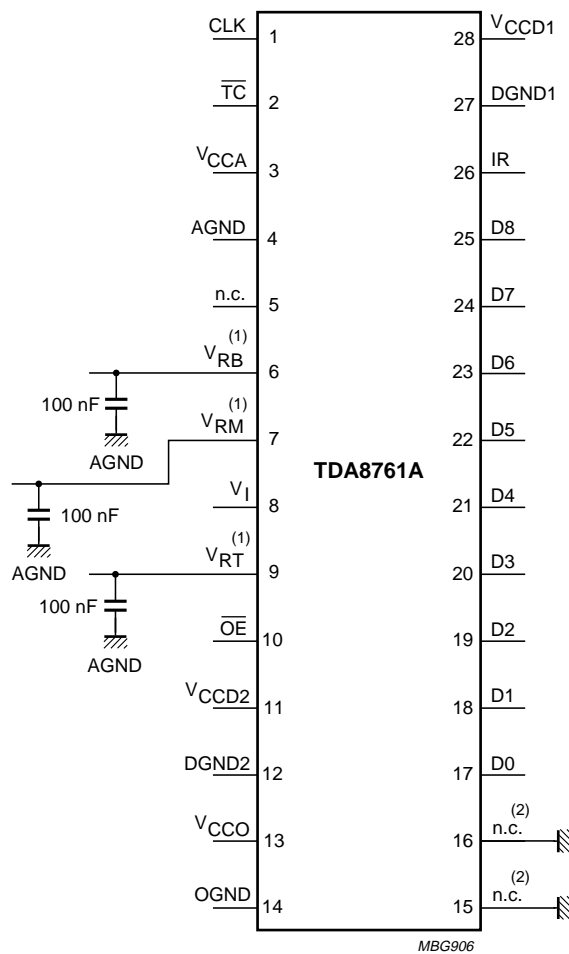 CLK 1
TC 2
VCCA 3
AGND 4
n.c. 5
VRB (1) 6
100 nF
AGND
VRM (1) 7
100 nF
AGND
VI 8
VRT (1) 9
100 nF
AGND
OE 10
VCCD2 11
DGND2 12
VCCO 13
OGND 14
TDA8761A
28 VCCD1
27 DGND1
26 IR
25 D8
24 D7
23 D6
22 D5
21 D4
20 D3
19 D2
18 D1
17 D0
16 n.c. (2)
15 n.c. (2)
MBG906